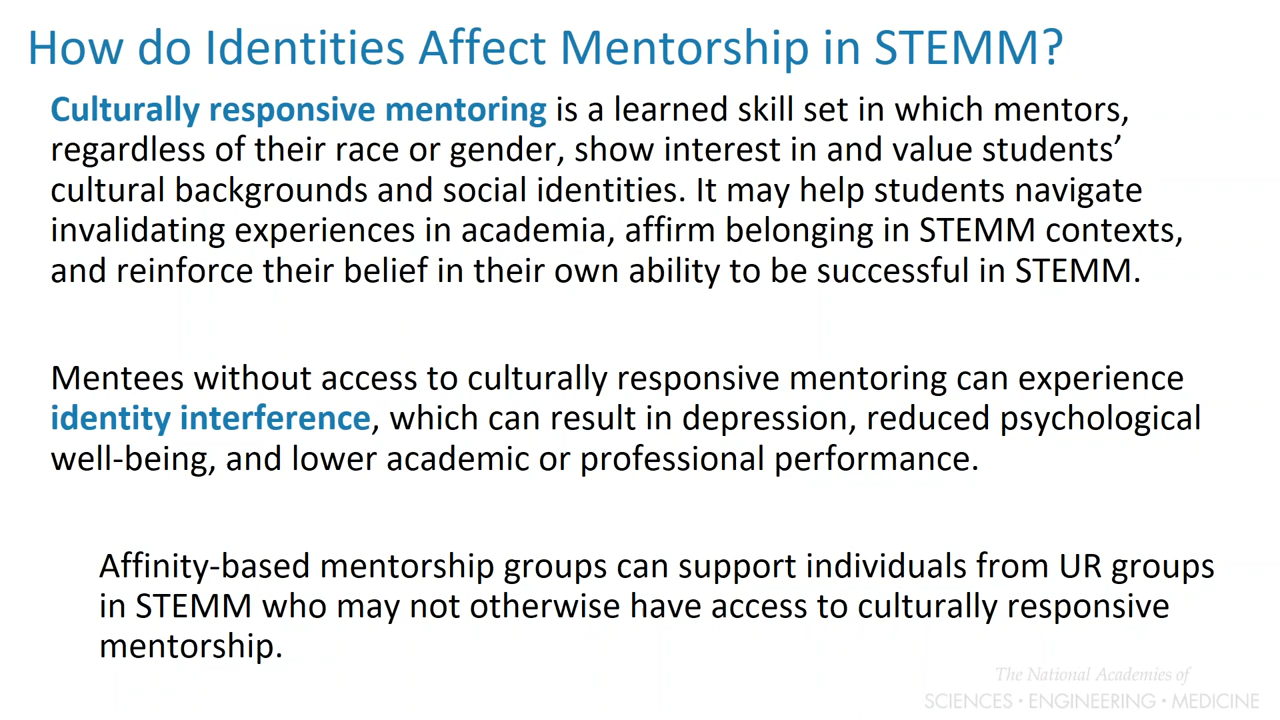 How do Identities Affect Mentorship in STEMM?
Culturally responsive mentoring is a learned skill set in which mentors,
regardless of their race or gender, show interest in and value students’
cultural backgrounds and social identities. It may help students navigate
invalidating experiences in academia, affirm belonging in STEMM contexts,
and reinforce their belief in their own ability to be successful in STEMM.
Mentees without access to culturally responsive mentoring can experience
identity interference, which can result in depression, reduced psychological
well-being, and lower academic or professional performance.
Affinity-based mentorship groups can support individuals from UR groups
in STEMM who may not otherwise have access to culturally responsive
mentorship.
The National Academies of
SCIENCES · ENGINEERING · MEDICINE